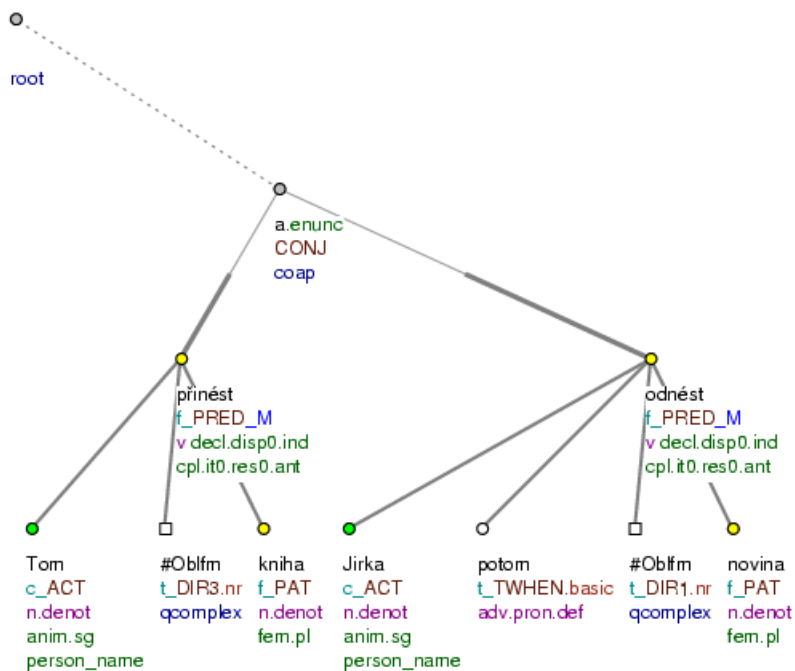 root
a.enunc
CONJ
coap
přinést
f_PRED_M
v decl.disp0.ind
cpl.it0.res0.ant
odnést
f_PRED_M
v decl.disp0.ind
cpl.it0.res0.ant
Tom
c_ACT
n.denot
anim.sg
person_name
#Oblfm
t_DIR3.nr
qcomplex
kniha
f_PAT
n.denot
fem.pl
Jirka
c_ACT
n.denot
anim.sg
person_name
potom
t_TWHEN.basic
adv.pron.def
#Oblfm
t_DIR1.nr
qcomplex
novina
f_PAT
n.denot
fem.pl